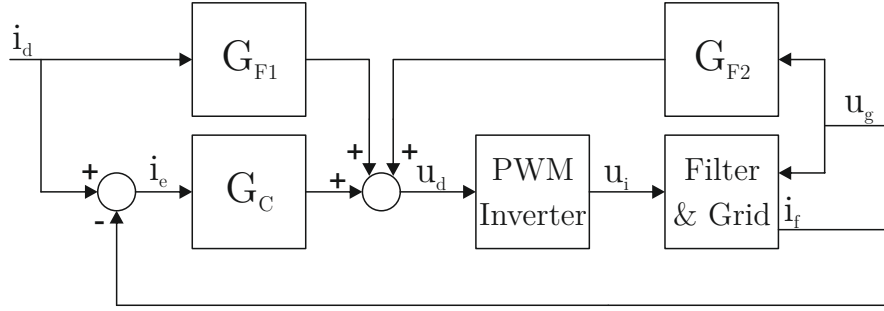 i_d
G_F1
G_F2
u_g
+
+
+
i_e
G_C
+
u_d
PWM
Inverter
u_i
Filter
& Grid
i_f
-